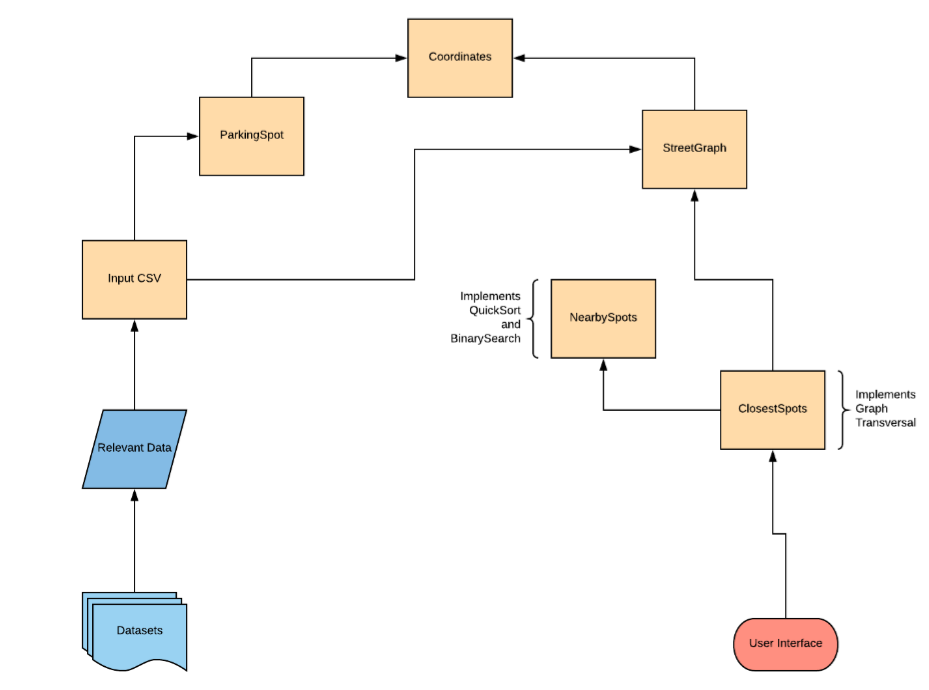 Coordinates
ParkingSpot
StreetGraph
Input CSV
Implements
QuickSort
and
BinarySearch
NearbySpots
ClosestSpots
Implements
Graph
Transversal
Relevant Data
Datasets
User Interface